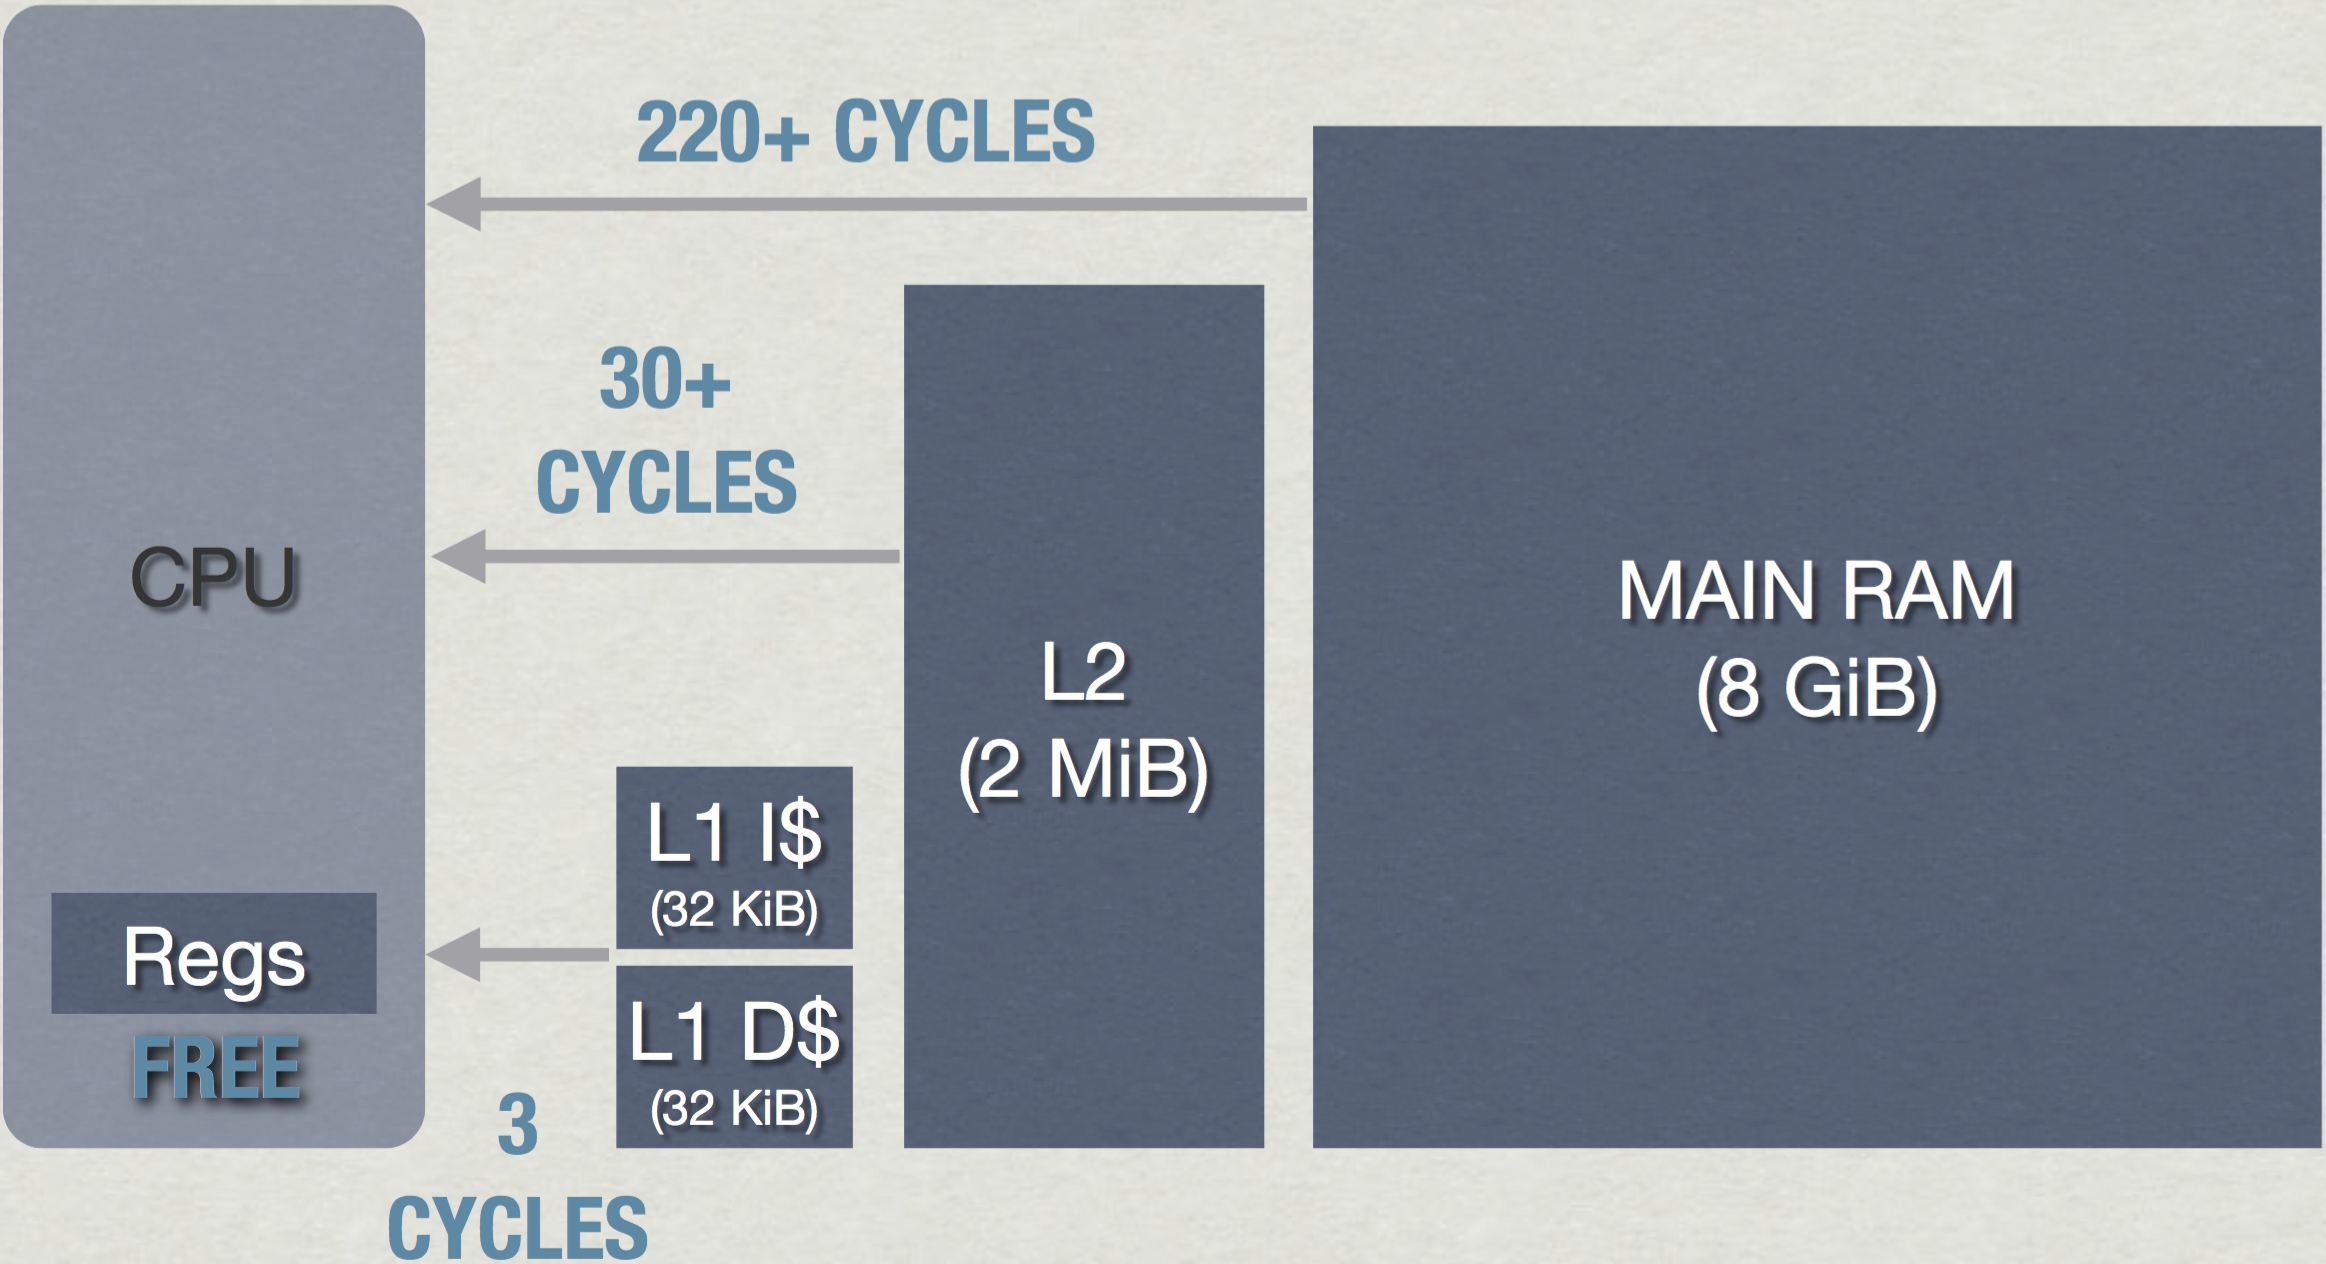 220+ CYCLES
30+
CYCLES
CPU
MAIN RAM
(8 GiB)
L2
(2 MiB)
L1 I$
(32 KiB)
Regs
FREE
L1 D$
(32 KiB)
3
CYCLES